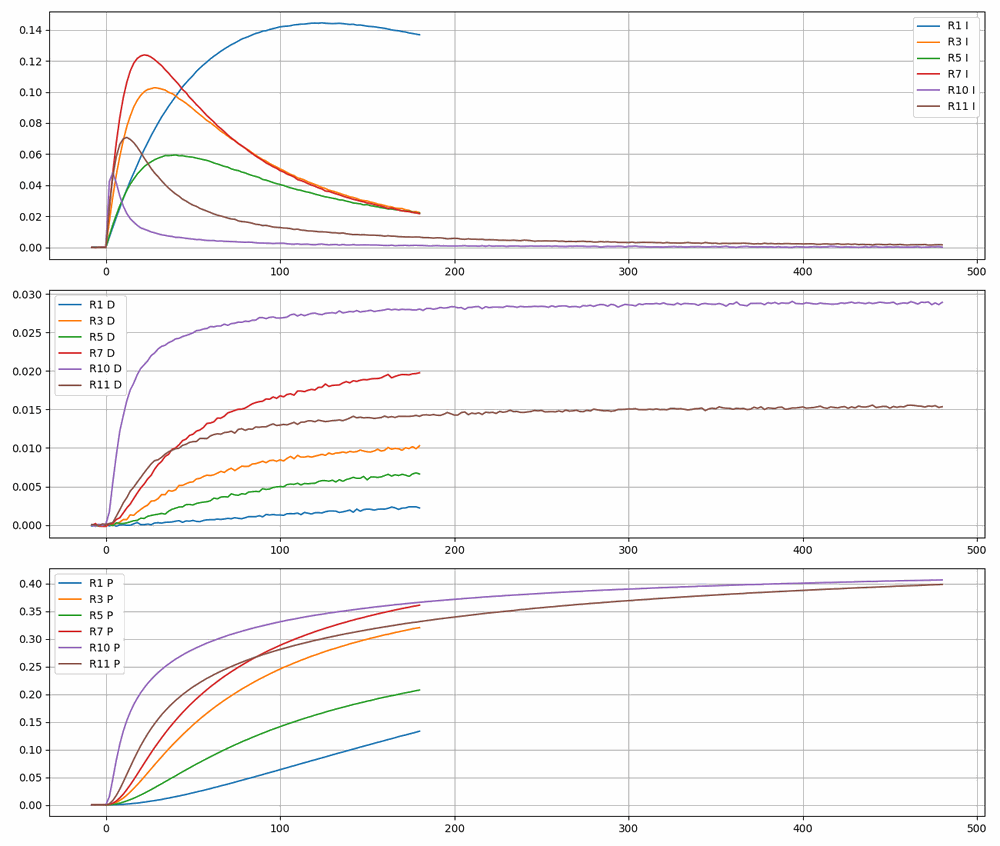 0.14
0.12
0.10
0.08
0.06
0.04
0.02
0.00
R1 I
R3 I
R5 I
R7 I
R10 I
R11 I
0 100 200 300 400 500
0.030
0.025
0.020
0.015
0.010
0.005
0.000
R1 D
R3 D
R5 D
R7 D
R10 D
R11 D
0 100 200 300 400 500
0.40
0.35
0.30
0.25
0.20
0.15
0.10
0.05
0.00
R1 P
R3 P
R5 P
R7 P
R10 P
R11 P
0 100 200 300 400 500